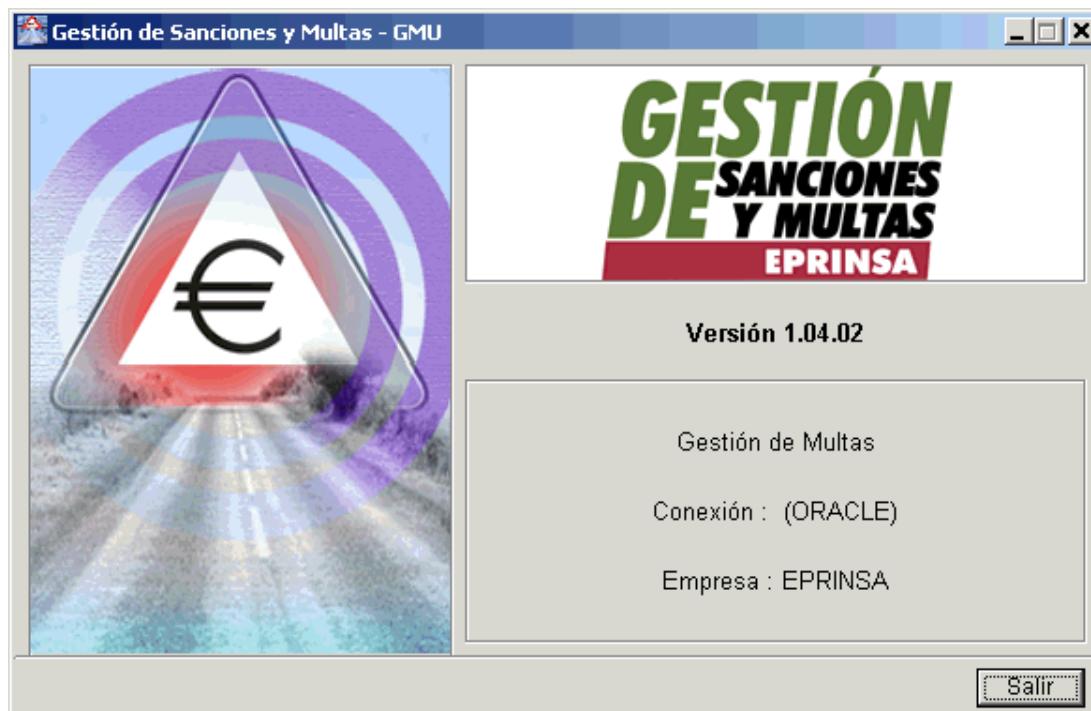 Gestión de Sanciones y Multas - GMU
GESTIÓN
DE SANCIONES
Y MULTAS
EPRINSA
€
Versión 1.04.02
Gestión de Multas
Conexión : (ORACLE)
Empresa : EPRINSA
Salir